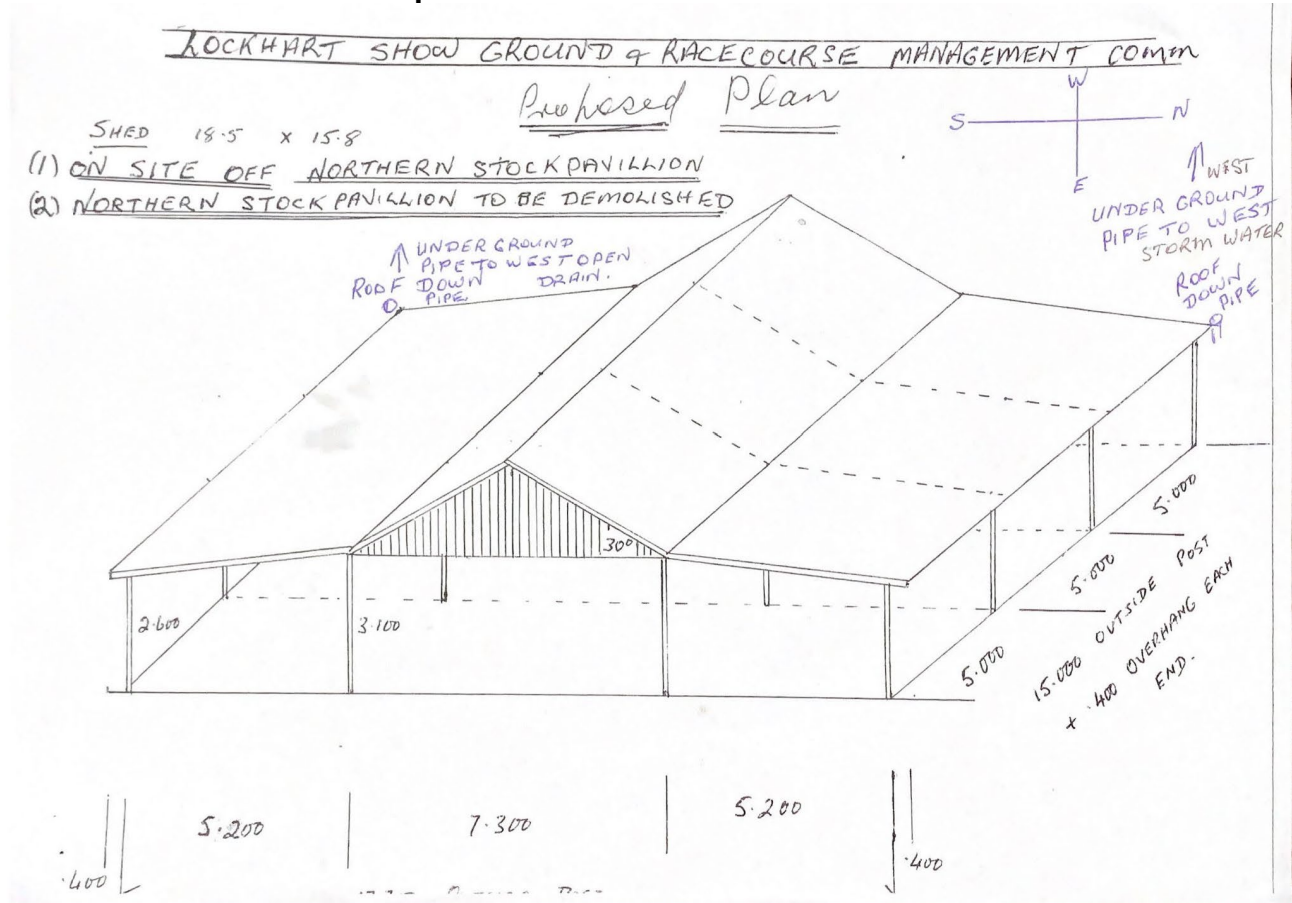 LOCKHART SHOW GROUND & RACECOURSE MANAGEMENT COMM
Proposed Plan
SHED 18.5 x 15.8
(1) ON SITE OFF NORTHERN STOCKPAVILLION
(2) NORTHERN STOCKPAVILLION TO BE DEMOLISHED
W
S
N
E
WEST
UNDER GROUND
PIPE TO WEST
STORM WATER
ROOF
DOWN
PIPE
UNDER GROUND
PIPE TO WEST OPEN
DRAIN.
ROOF DOWN
PIPE
30°
2.600
3.100
5.000
5.000
5.000
15.000 OUTSIDE POST
x .400 OVERHANG EACH
END.
5.200
7.300
5.200
.400
.400